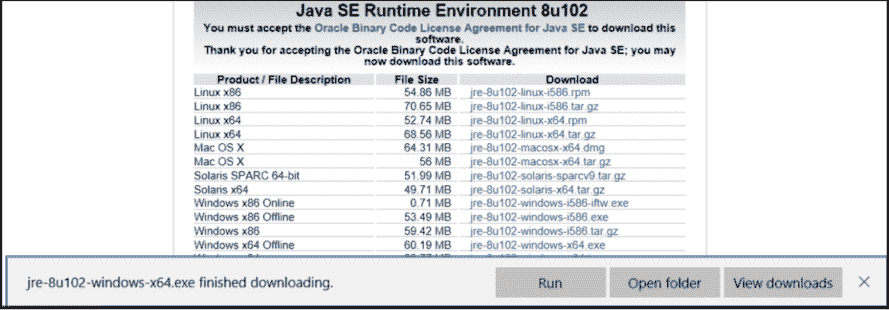 Java SE Runtime Environment 8u102
You must accept the Oracle Binary Code License Agreement for Java SE to download this
software.
Thank you for accepting the Oracle Binary Code License Agreement for Java SE; you may
now download this software.
Product / File Description File Size Download
Linux x86 54.86 MB jre-8u102-linux-i586.rpm
Linux x86 70.65 MB jre-8u102-linux-i586.tar.gz
Linux x64 52.74 MB jre-8u102-linux-x64.rpm
Linux x64 68.56 MB jre-8u102-linux-x64.tar.gz
Mac OS X 64.31 MB jre-8u102-macosx-x64.dmg
Mac OS X 56 MB jre-8u102-macosx-x64.tar.gz
Solaris SPARC 64-bit 51.99 MB jre-8u102-solaris-sparcv9.tar.gz
Solaris x64 49.71 MB jre-8u102-solaris-x64.tar.gz
Windows x86 Online 0.71 MB jre-8u102-windows-i586-iftw.exe
Windows x86 Offline 53.49 MB jre-8u102-windows-i586.exe
Windows x86 59.42 MB jre-8u102-windows-i586.tar.gz
Windows x64 Offline 60.19 MB jre-8u102-windows-x64.exe
jre-8u102-windows-x64.exe finished downloading. Run Open folder View downloads